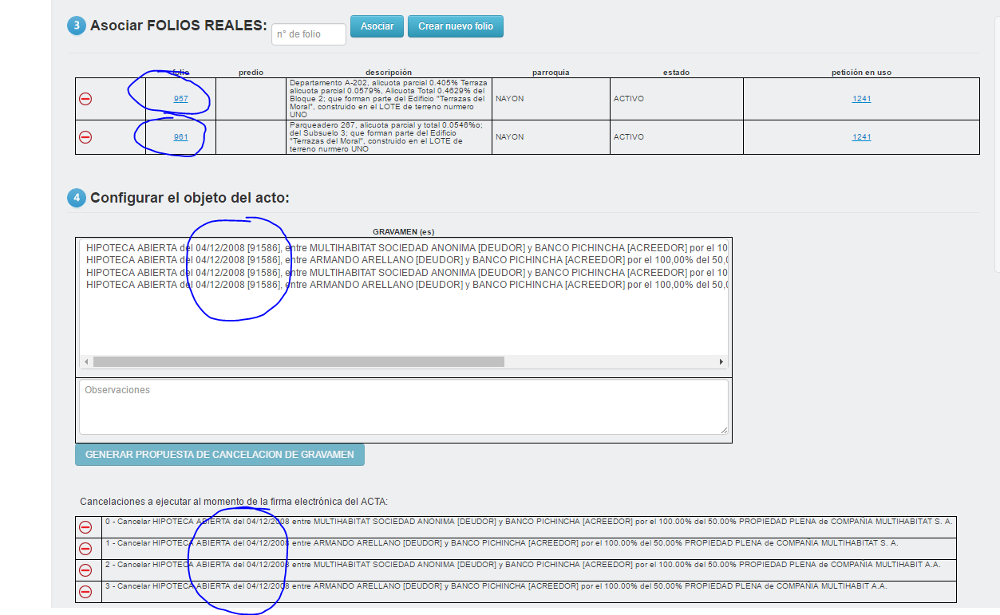 3 Asociar FOLIOS REALES: n° de folio Asociar Crear nuevo folio
folio predio descripción parroquia estado petición en uso
957 Departamento A-202, alicuota parcial 0.405% Terraza
alicuota parcial 0.0579%, Alicuota Total 0.4629% del
Bloque 2; que forman parte del Edificio "Terrazas del
Moral", construido en el LOTE de terreno nurmero
UNO
NAYON ACTIVO 1241
961 Parqueadero 267, alicuota parcial y total 0.0546%o;
del Subsuelo 3; que forman parte del Edificio
"Terrazas del Moral", construido en el LOTE de
terreno nurmero UNO
NAYON ACTIVO 1241
4 Configurar el objeto del acto:
GRAVAMEN (es)
HIPOTECA ABIERTA del 04/12/2008 [91586], entre MULTIHABITAT SOCIEDAD ANONIMA [DEUDOR] y BANCO PICHINCHA [ACREEDOR] por el 10
HIPOTECA ABIERTA del 04/12/2008 [91586], entre ARMANDO ARELLANO [DEUDOR] y BANCO PICHINCHA [ACREEDOR] por el 100,00% del 50,0
HIPOTECA ABIERTA del 04/12/2008 [91586], entre MULTIHABITAT SOCIEDAD ANONIMA [DEUDOR] y BANCO PICHINCHA [ACREEDOR] por el 10
HIPOTECA ABIERTA del 04/12/2008 [91586], entre ARMANDO ARELLANO [DEUDOR] y BANCO PICHINCHA [ACREEDOR] por el 100,00% del 50,0
Observaciones
GENERAR PROPUESTA DE CANCELACION DE GRAVAMEN
Cancelaciones a ejecutar al momento de la firma electrónica del ACTA:
0 - Cancelar HIPOTECA ABIERTA del 04/12/2008 entre MULTIHABITAT SOCIEDAD ANONIMA [DEUDOR] y BANCO PICHINCHA [ACREEDOR] por el 100.00% del 50.00% PROPIEDAD PLENA de COMPAÑIA MULTIHABITAT S. A.
1 - Cancelar HIPOTECA ABIERTA del 04/12/2008 entre ARMANDO ARELLANO [DEUDOR] y BANCO PICHINCHA [ACREEDOR] por el 100.00% del 50.00% PROPIEDAD PLENA de COMPAÑIA MULTIHABITAT S. A.
2 - Cancelar HIPOTECA ABIERTA del 04/12/2008 entre MULTIHABITAT SOCIEDAD ANONIMA [DEUDOR] y BANCO PICHINCHA [ACREEDOR] por el 100.00% del 50.00% PROPIEDAD PLENA de COMPAÑIA MULTIHABIT A.A.
3 - Cancelar HIPOTECA ABIERTA del 04/12/2008 entre ARMANDO ARELLANO [DEUDOR] y BANCO PICHINCHA [ACREEDOR] por el 100.00% del 50.00% PROPIEDAD PLENA de COMPAÑIA MULTIHABIT A.A.